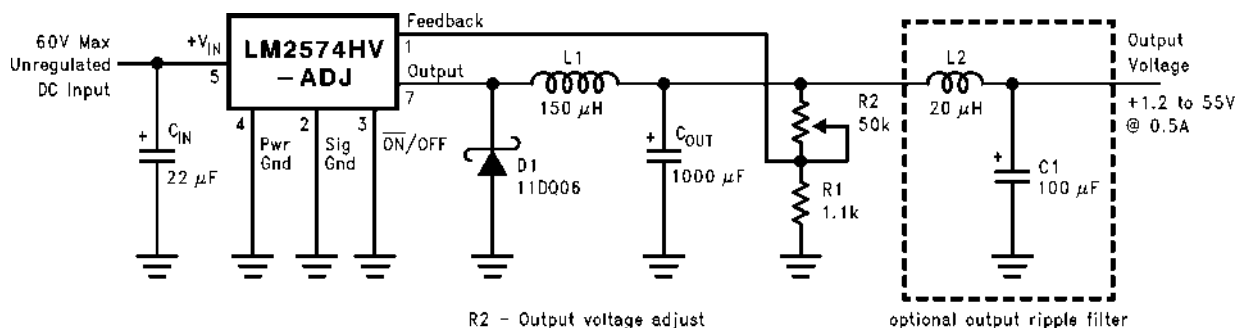 60V Max
Unregulated
DC Input
+VIN
5
LM2574HV
-ADJ
Feedback
1
Output
7
4
Pwr
Gnd
2
Sig
Gnd
3
ON/OFF
+
CIN
22 μF
D1
11DQ06
L1
150 μH
+
COUT
1000 μF
R2
50k
R1
1.1k
L2
20 μH
+
C1
100 μF
Output
Voltage
+1.2 to 55V
@ 0.5A
R2 - Output voltage adjust
optional output ripple filter